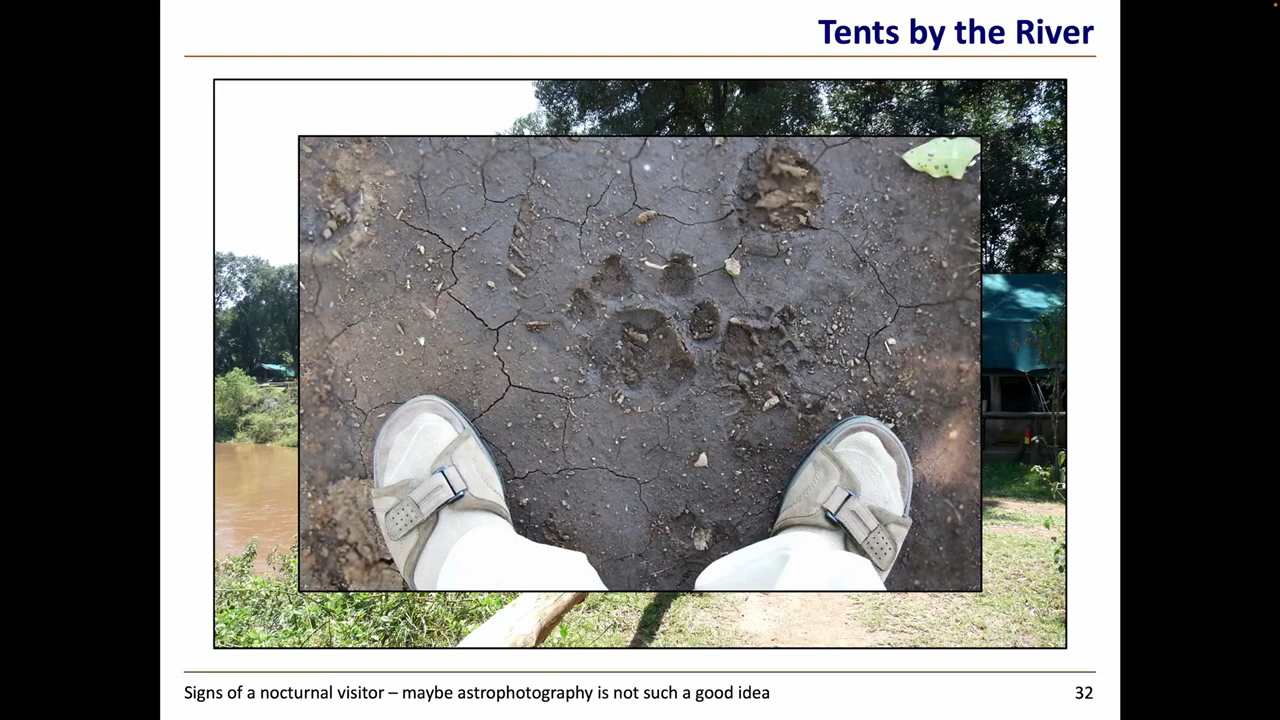 Tents by the River
Signs of a nocturnal visitor – maybe astrophotography is not such a good idea
32